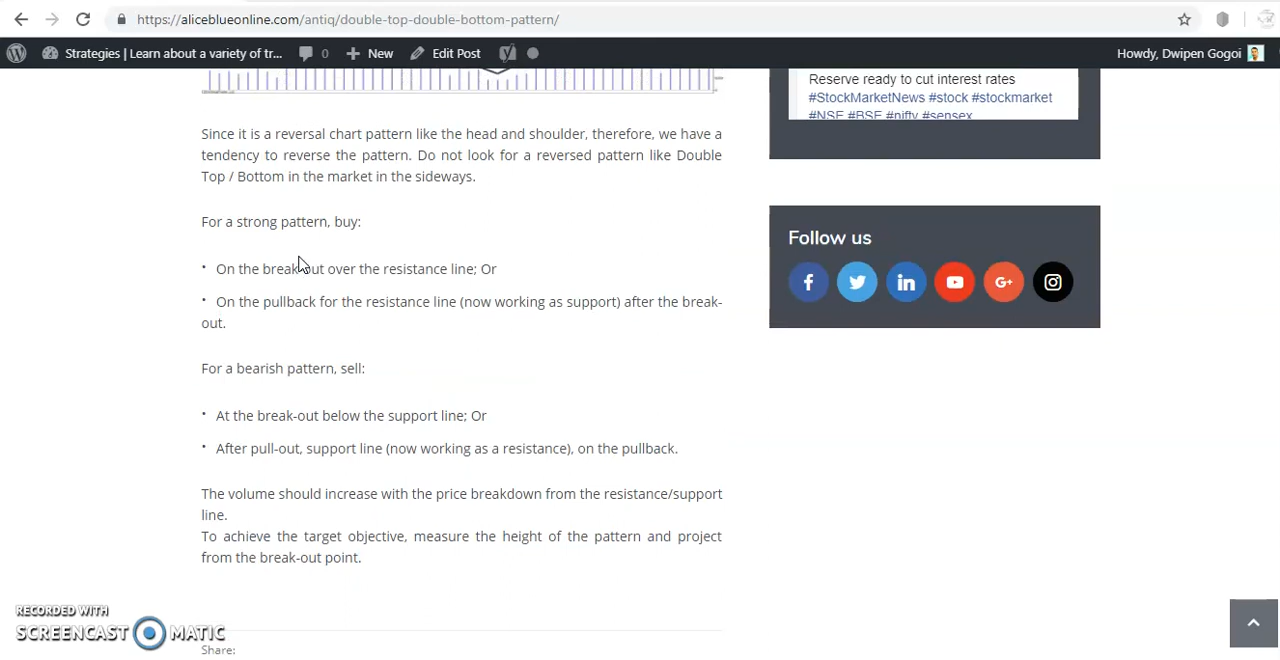 https://aliceblueonline.com/antiq/double-top-double-bottom-pattern/
Strategies | Learn about a variety of tr... 0 New Edit Post Howdy, Dwipen Gogoi
Reserve ready to cut interest rates
#StockMarketNews #stock #stockmarket
#NSE #BSE #nifty #sensex
Since it is a reversal chart pattern like the head and shoulder, therefore, we have a
tendency to reverse the pattern. Do not look for a reversed pattern like Double
Top / Bottom in the market in the sideways.
For a strong pattern, buy:
• On the break-out over the resistance line; Or
• On the pullback for the resistance line (now working as support) after the break-
out.
For a bearish pattern, sell:
• At the break-out below the support line; Or
• After pull-out, support line (now working as a resistance), on the pullback.
The volume should increase with the price breakdown from the resistance/support
line.
To achieve the target objective, measure the height of the pattern and project
from the break-out point.
Share:
Follow us
RECORDED WITH
SCREENCAST MATIC